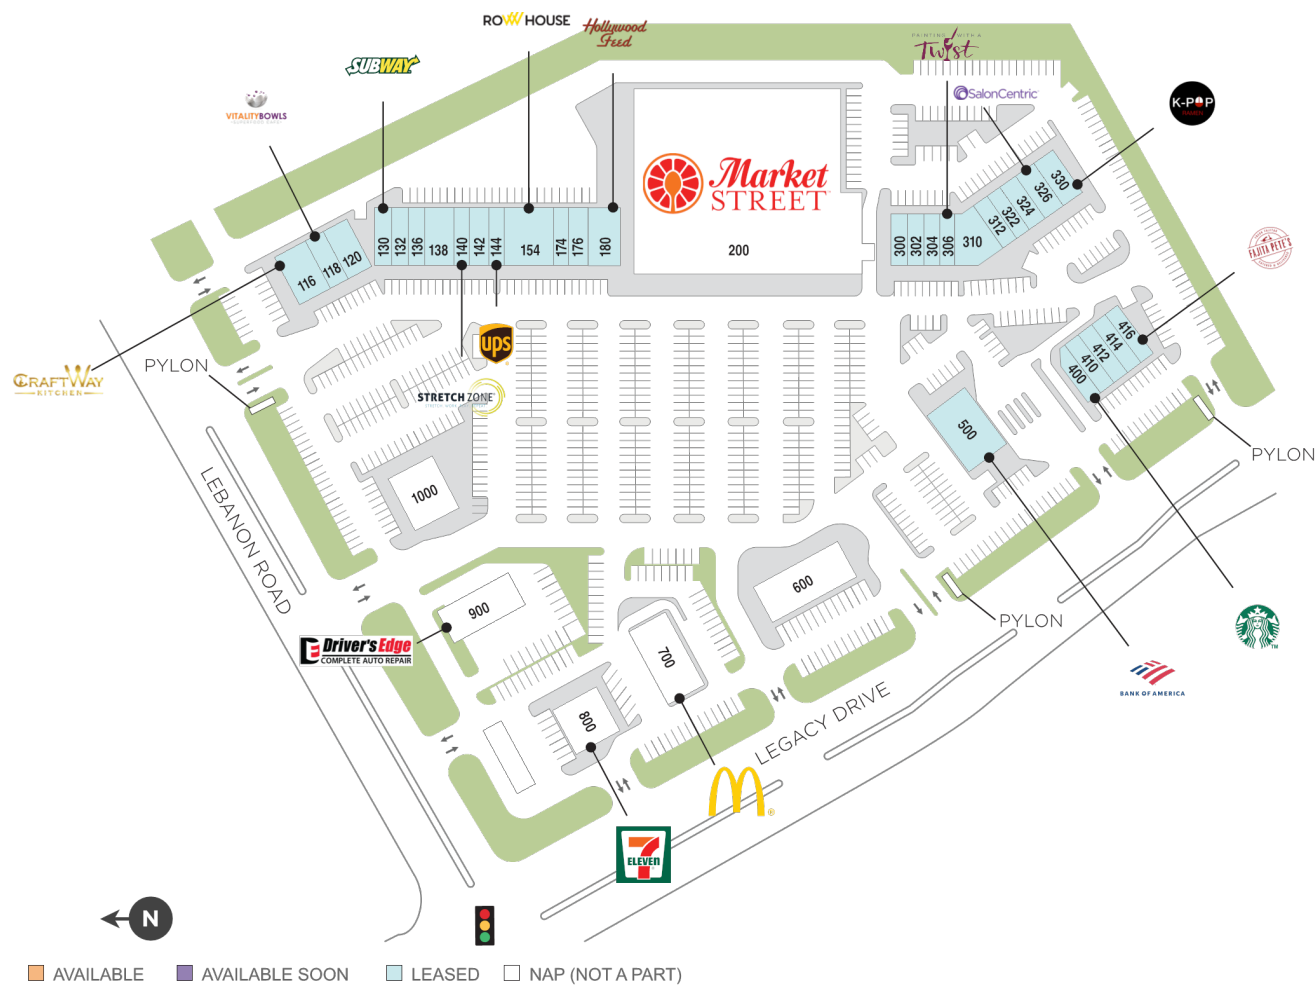 ROW HOUSE
Hollywood
Feed
PAINTING WITH A
Twist
SUBWAY
SalonCentric
VITALITYBOWLS
K-POP
RAMEN
Market
STREET
330
326
324
322
312
310
306
304
302
300
200
180
176
174
154
144
142
140
138
136
132
130
120
118
116
FAJITA PETE'S
416
414
412
410
400
ups
PYLON
CRAFTWAY
KITCHEN
STRETCH ZONE
500
PYLON
LEBANON ROAD
1000
600
900
PYLON
Driver's Edge
COMPLETE AUTO REPAIR
700
800
BANK OF AMERICA
LEGACY DRIVE
7
ELEVEN
N
AVAILABLE
AVAILABLE SOON
LEASED
NAP (NOT A PART)